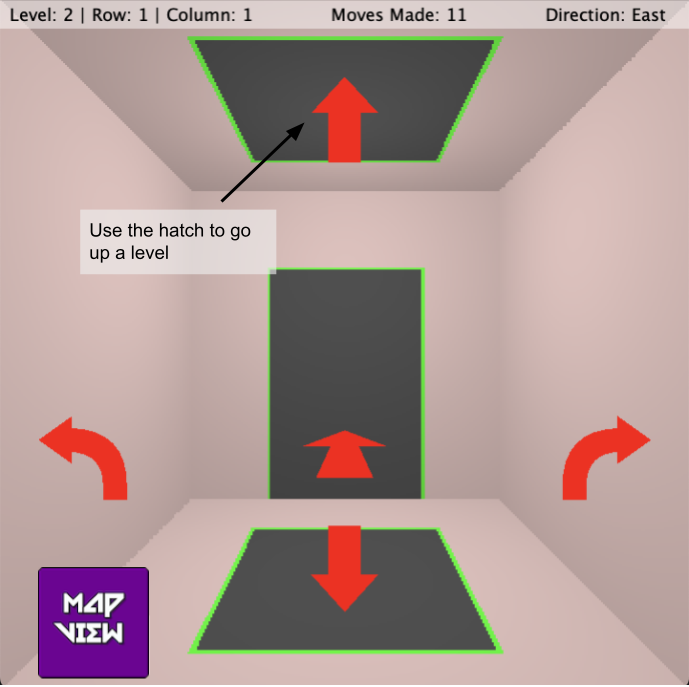 Level: 2 | Row: 1 | Column: 1 Moves Made: 11 Direction: East
Use the hatch to go
up a level
MAP
VIEW